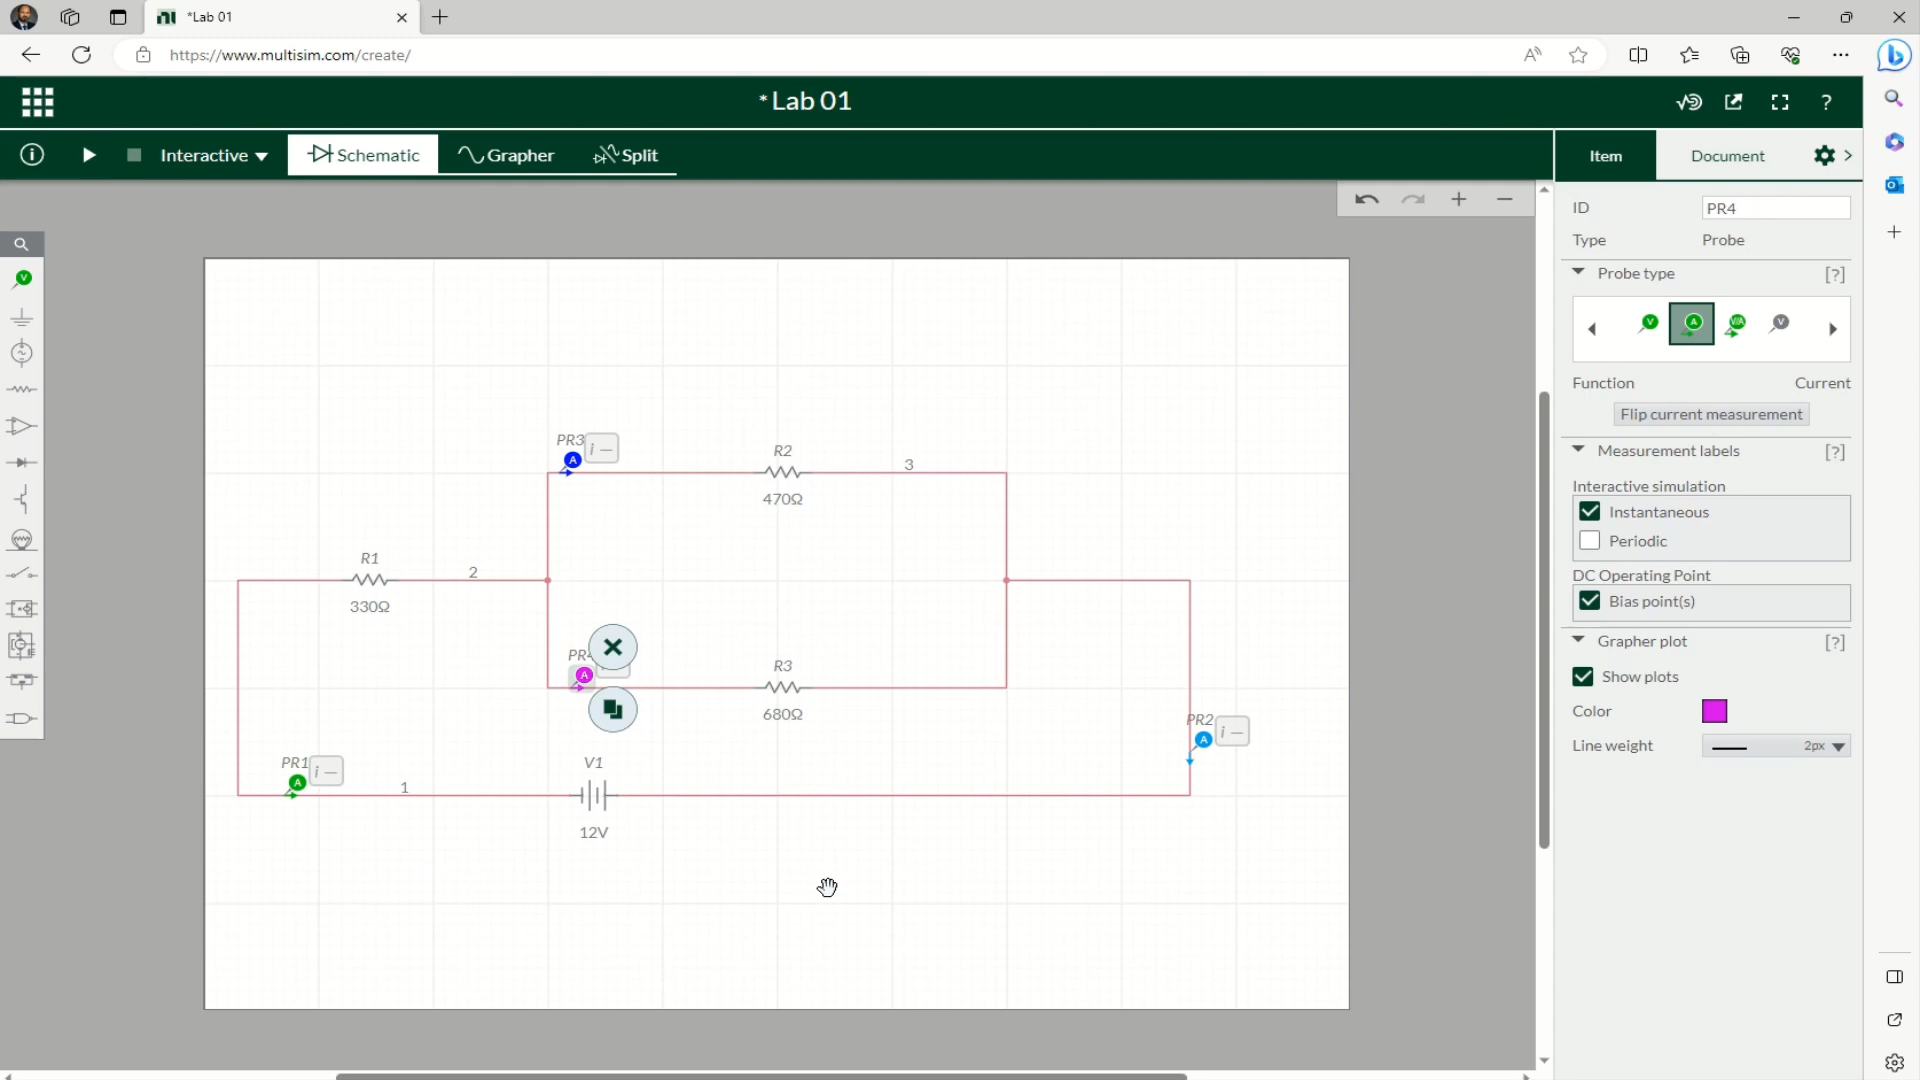 *Lab 01
https://www.multisim.com/create/
* Lab 01
?
Interactive
Schematic
Grapher
Split
Item
Document
ID
PR4
Type
Probe
Probe type
[?]
V
A
V/A
V
Function
Current
Flip current measurement
Measurement labels
[?]
Interactive simulation
Instantaneous
Periodic
DC Operating Point
Bias point(s)
Grapher plot
[?]
Show plots
Color
Line weight
2px
V
PR3
i —
A
R2
3
470Ω
R1
2
330Ω
PR4
A
R3
680Ω
PR2
i —
A
PR1
i —
A
1
V1
12V